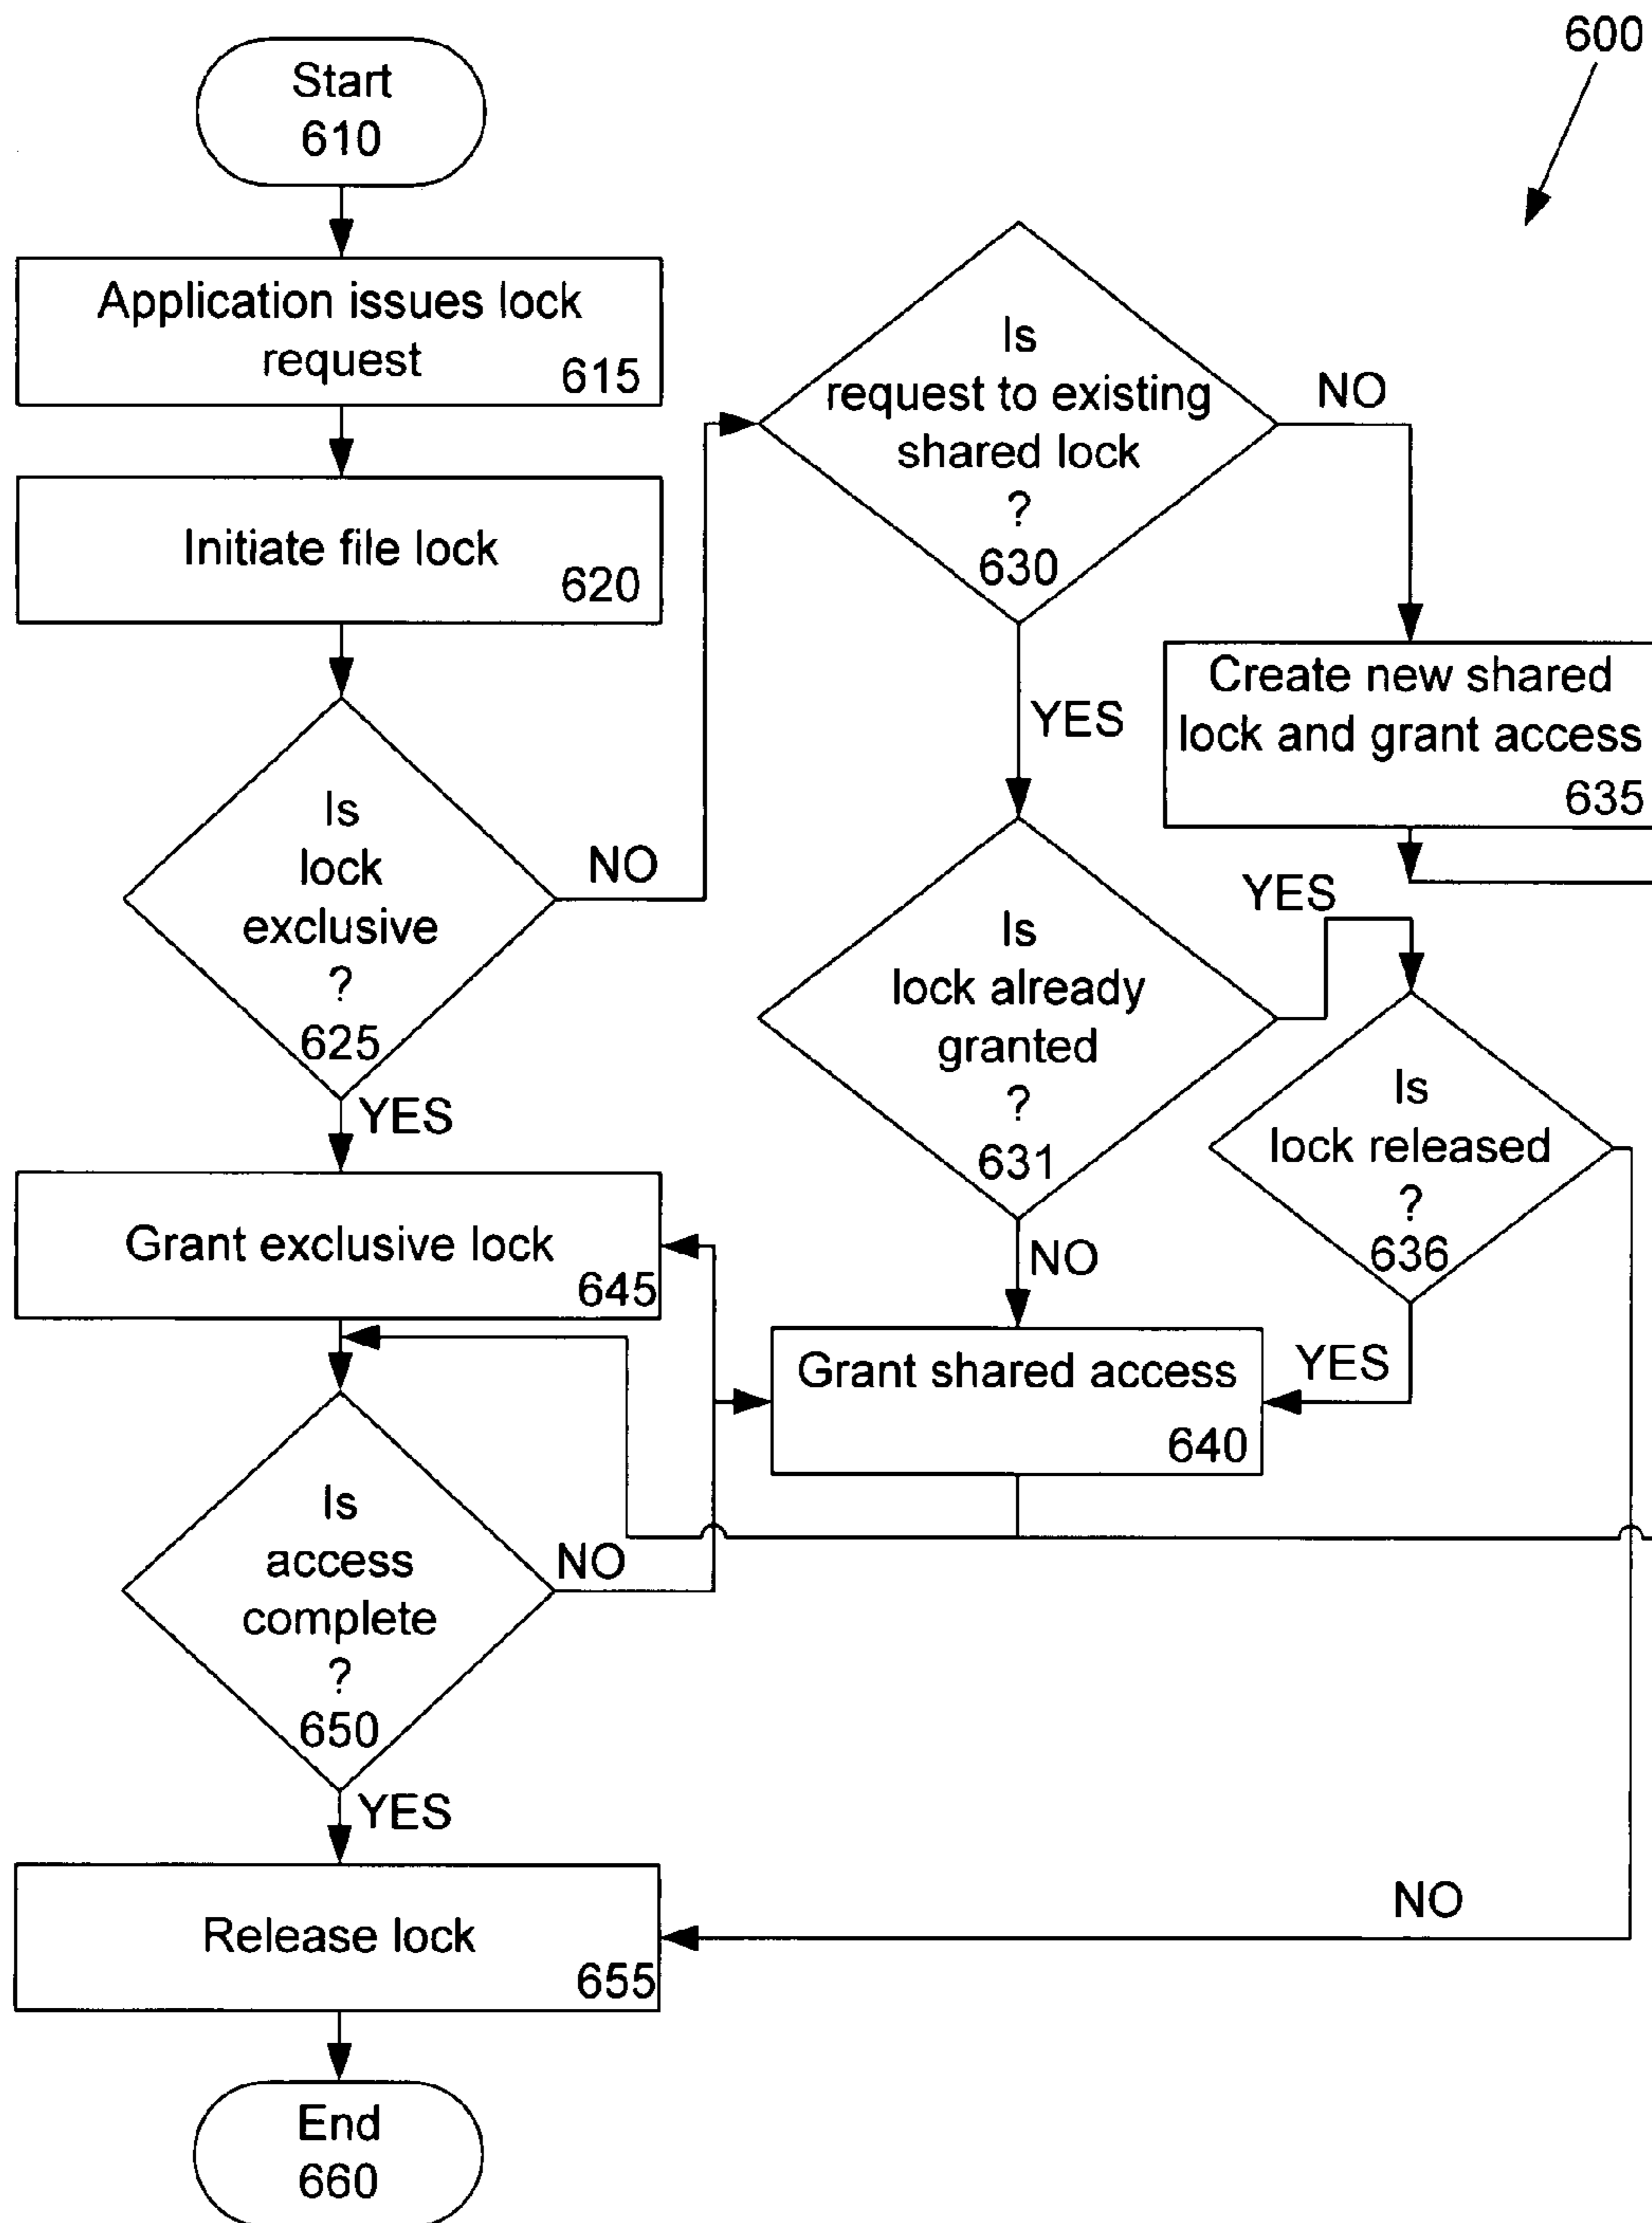 600
Start
610
Application issues lock
request
615
Initiate file lock
620
Is
lock
exclusive
?
625
NO
YES
Is
request to existing
shared lock
?
630
NO
YES
Create new shared
lock and grant access
635
Is
lock already
granted
?
631
YES
NO
Is
lock released
?
636
YES
NO
Grant shared access
640
Grant exclusive lock
645
Is
access
complete
?
650
NO
YES
Release lock
655
End
660